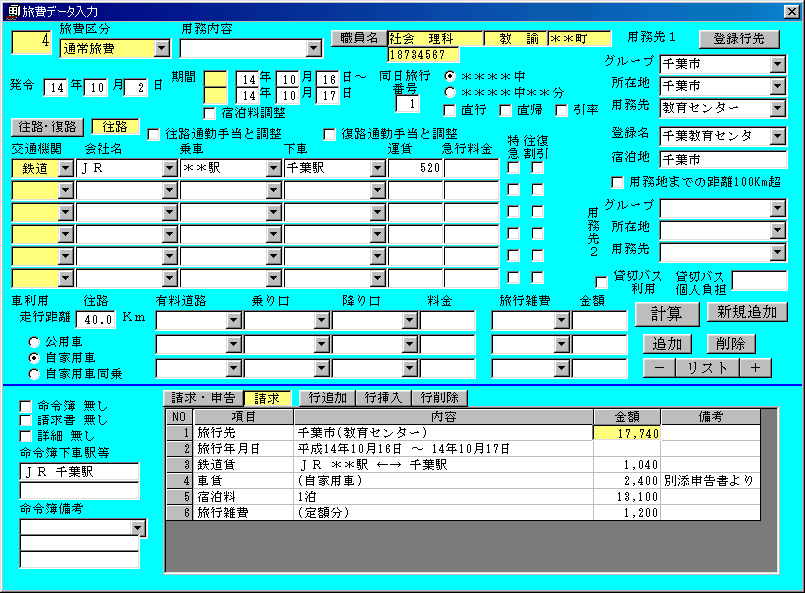 旅費データ入力
旅費区分 用務内容
4 通常旅費 職員名 社会 理科 教 諭 **町 用務先1 登録行先
18734567
発令 14 年 10 月 2 日 期間 14 年 10 月 16 日〜 同日旅行 ****中 グループ 千葉市
14 年 10 月 17 日 番号 ****中**分 所在地 千葉市
宿泊料調整 1 直行 直帰 引率 用務先 教育センター
往路・復路 往路 往路通勤手当と調整 復路通勤手当と調整 登録名 千葉教育センタ
交通機関 会社名 乗車 下車 運賃 急行料金 特急 往復割引 宿泊地 千葉市
鉄道 JR **駅 千葉駅 520 用務地までの距離100Km超
用務先2 グループ
所在地
用務先
貸切バス利用 貸切バス個人負担
車利用 往路 有料道路 乗り口 降り口 料金 旅行雑費 金額
走行距離 40.0 Km 計算 新規追加
公用車 追加 削除
自家用車
自家用車同乗 − リスト +
命令簿 無し 請求・申告 請求 行追加 行挿入 行削除
請求書 無し
詳細 無し
命令簿下車駅等
JR 千葉駅
命令簿備考
NO 項目 内容 金額 備考
1 旅行先 千葉市(教育センター) 17,740
2 旅行年月日 平成14年10月16日 〜 14年10月17日
3 鉄道賃 JR **駅 ←→ 千葉駅 1,040
4 車賃 (自家用車) 2,400 別添申告書より
5 宿泊料 1泊 13,100
6 旅行雑費 (定額分) 1,200